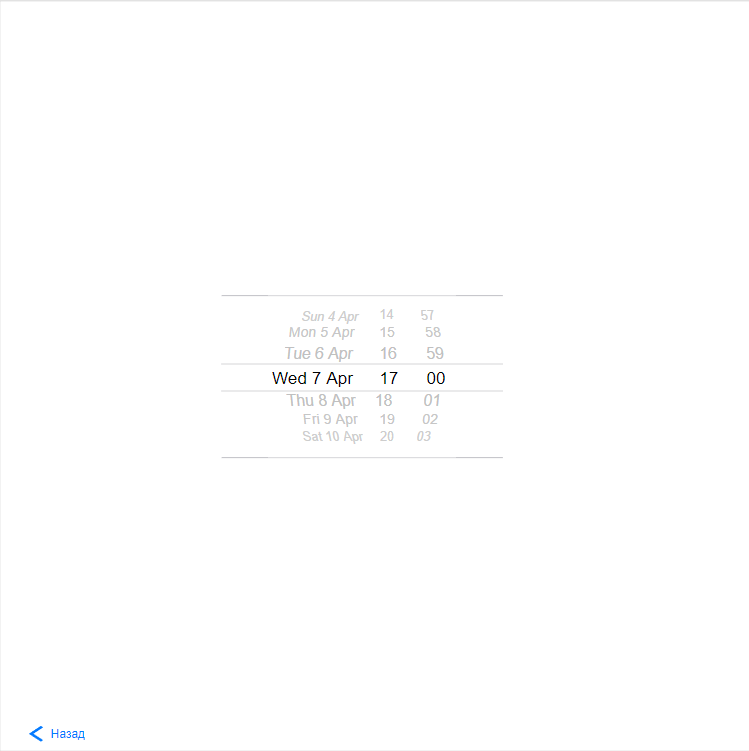 Sun 4 Apr 14 57
Mon 5 Apr 15 58
Tue 6 Apr 16 59
Wed 7 Apr 17 00
Thu 8 Apr 18 01
Fri 9 Apr 19 02
Sat 10 Apr 20 03
Назад